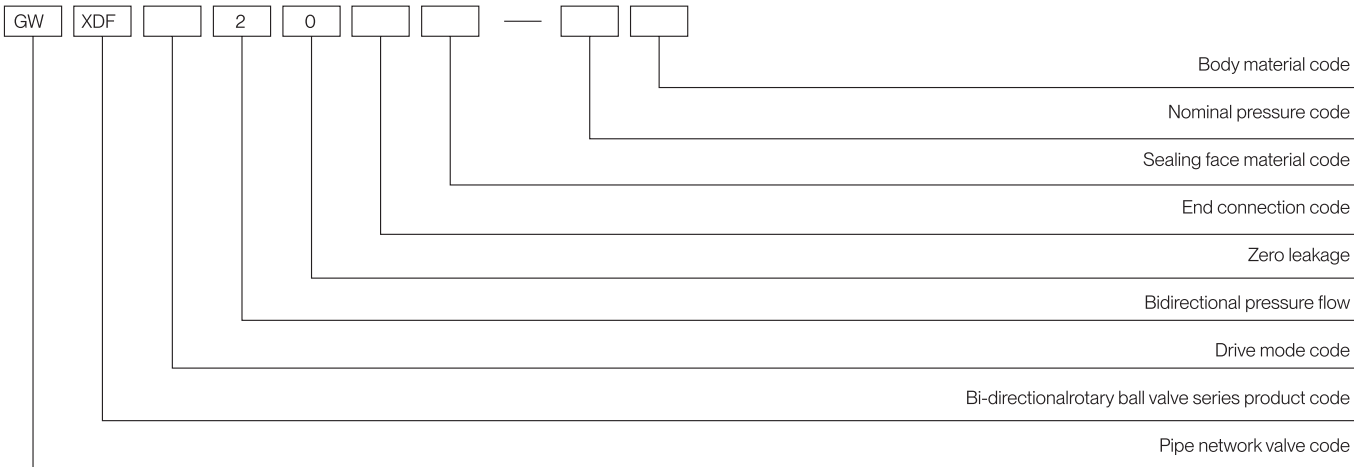 GW XDF 2 0 —
Body material code
Nominal pressure code
Sealing face material code
End connection code
Zero leakage
Bidirectional pressure flow
Drive mode code
Bi-directionalrotary ball valve series product code
Pipe network valve code